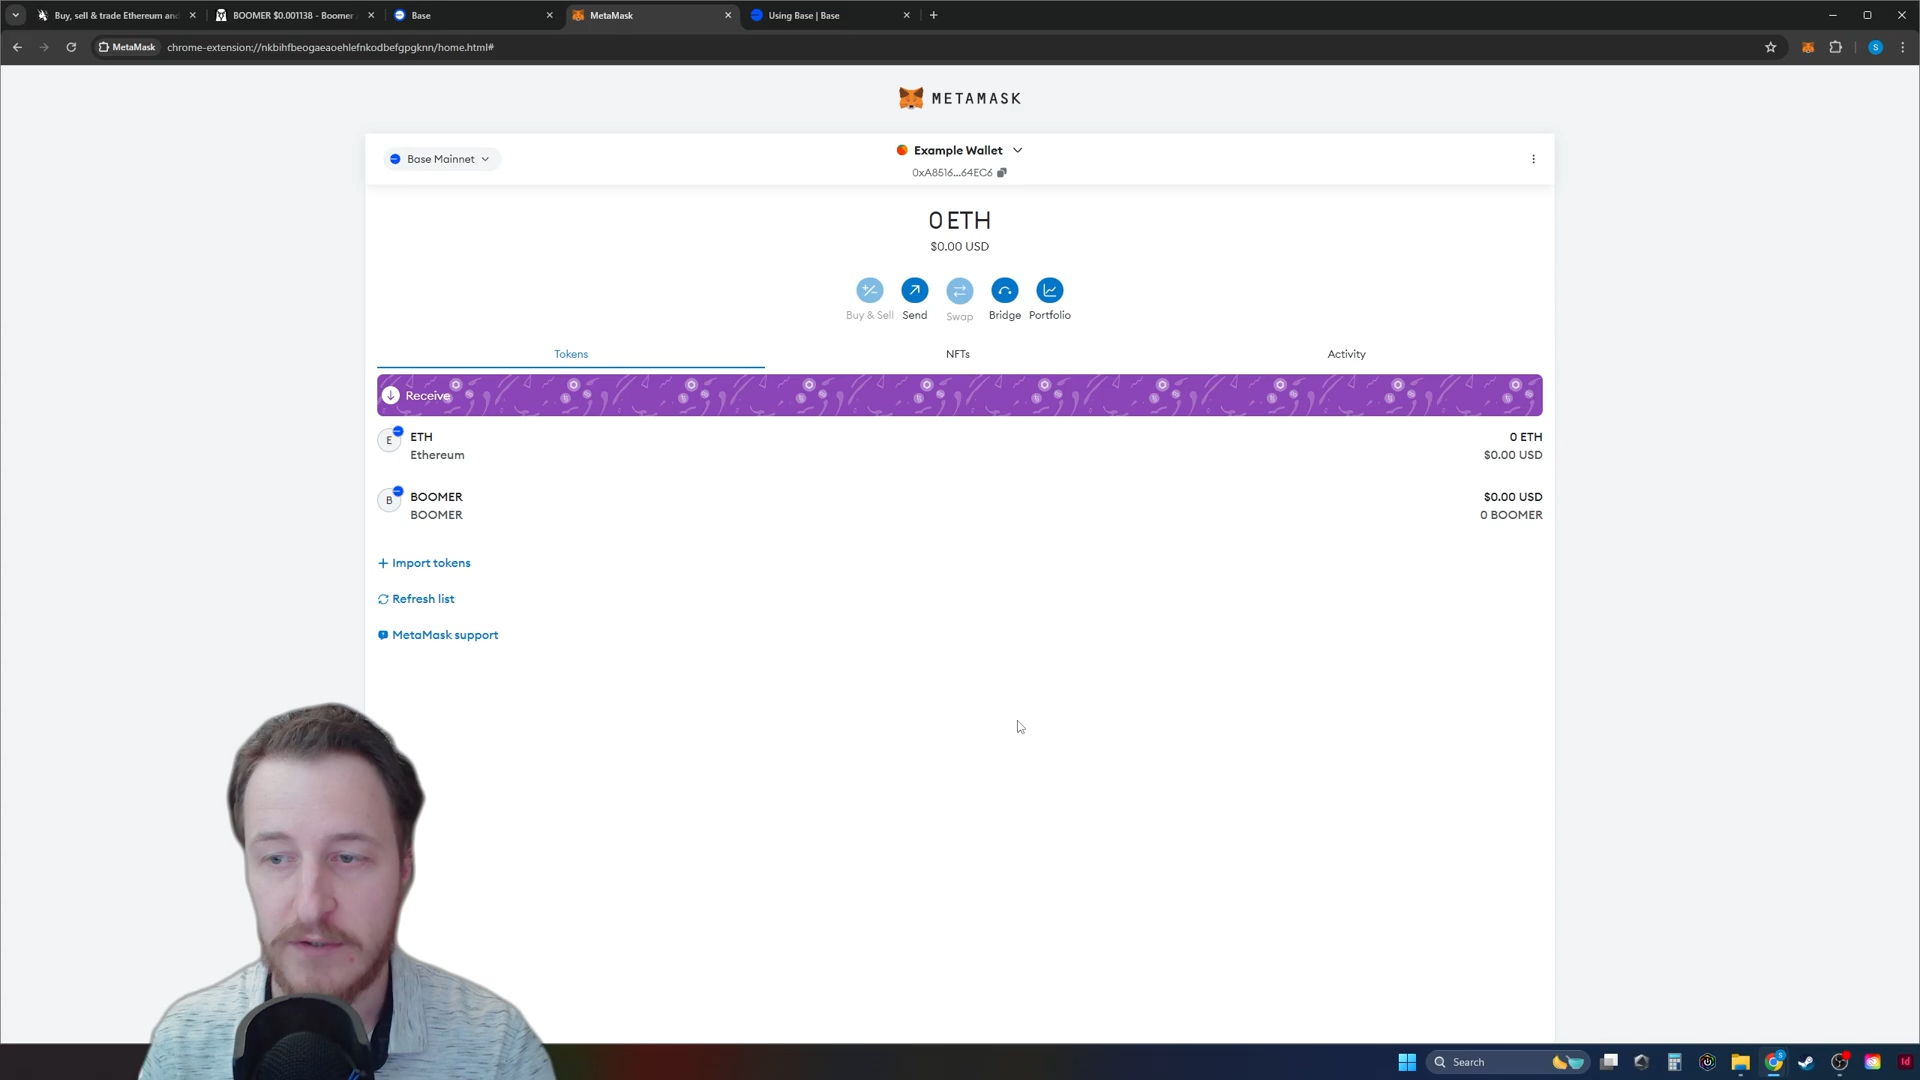 Buy, sell & trade Ethereum and
BOOMER $0.001138 - Boomer
Base
MetaMask
Using Base | Base
MetaMask
chrome-extension://nkbihfbeogaeaoehlefnkodbefgpgknn/home.html#
S
METAMASK
Base Mainnet
Example Wallet
0xA8516...64EC6
0 ETH
$0.00 USD
Buy & Sell
Send
Swap
Bridge
Portfolio
Tokens
NFTs
Activity
Receive
E
ETH
0 ETH
Ethereum
$0.00 USD
B
BOOMER
$0.00 USD
BOOMER
0 BOOMER
+ Import tokens
Refresh list
MetaMask support
Search
S
Id